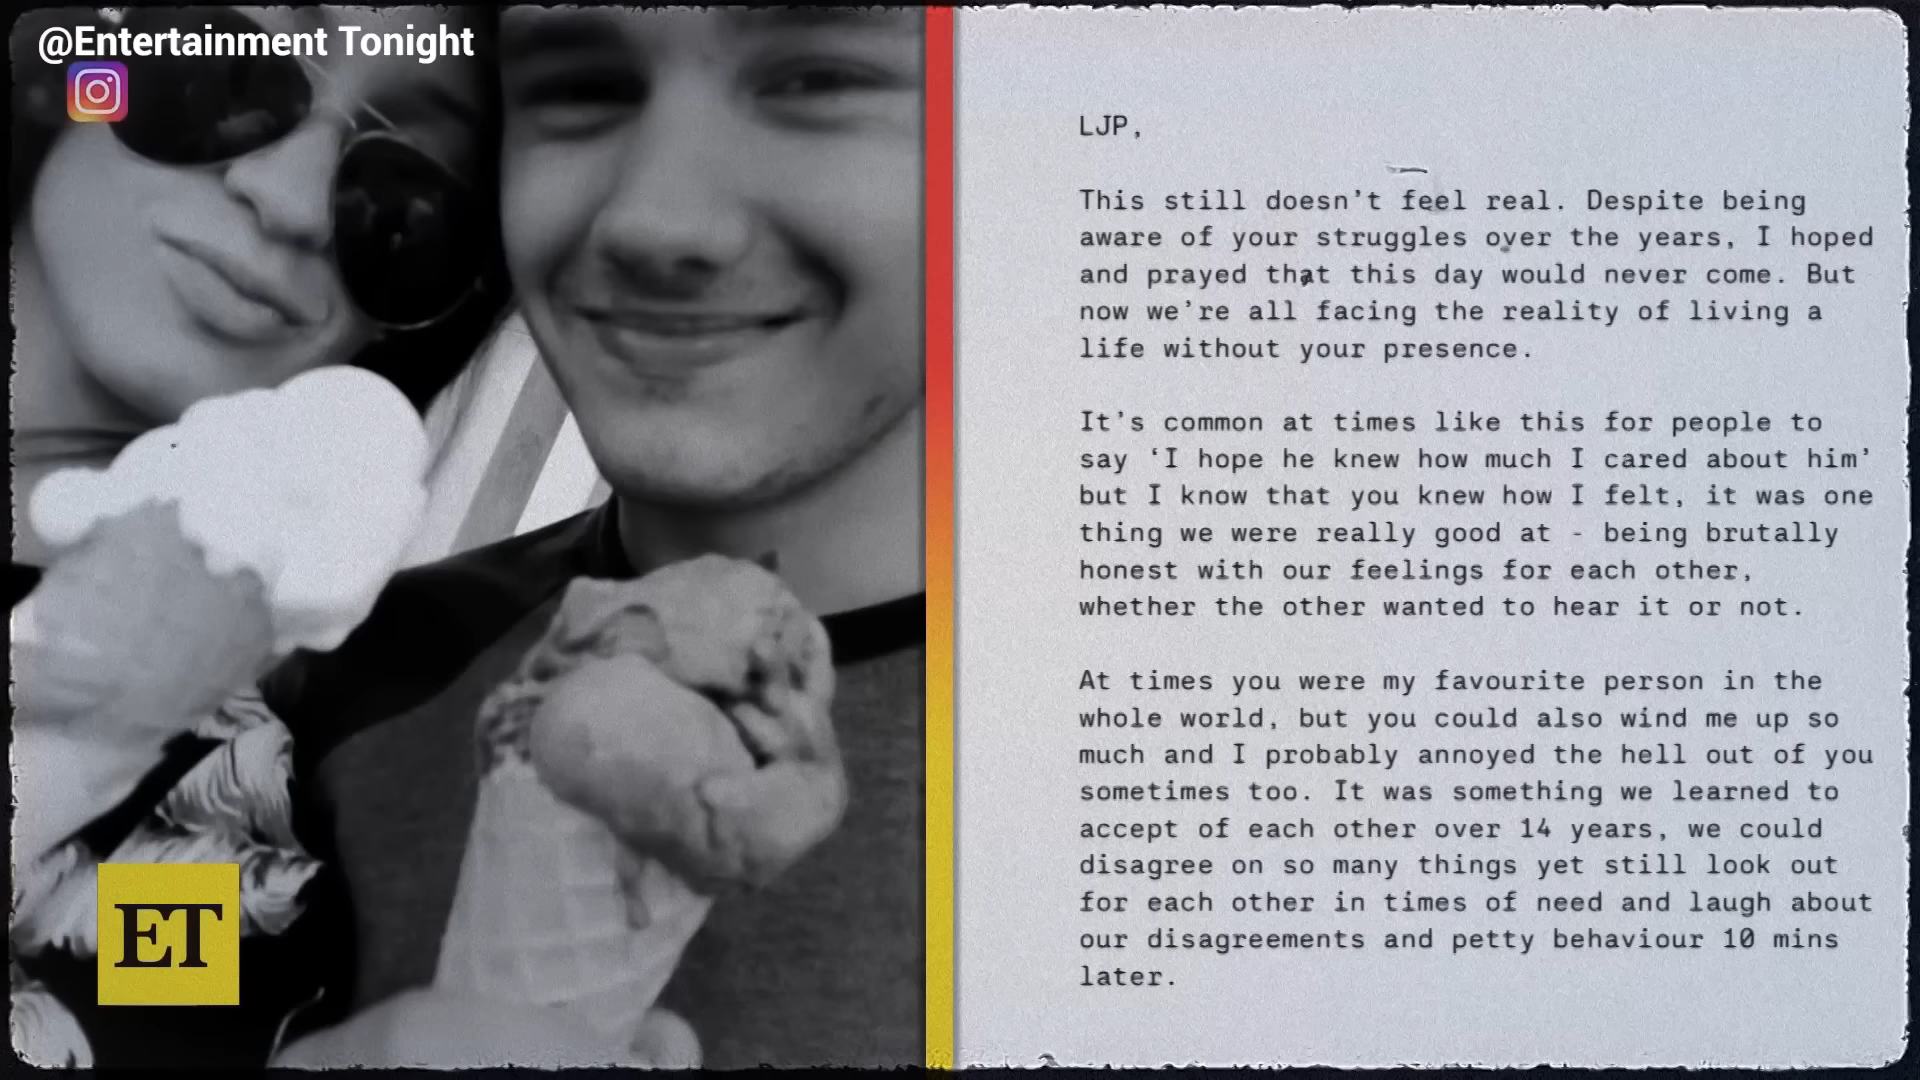 @Entertainment Tonight
ET
LJP,
This still doesn't feel real. Despite being
aware of your struggles over the years, I hoped
and prayed that this day would never come. But
now we're all facing the reality of living a
life without your presence.
It's common at times like this for people to
say ‘I hope he knew how much I cared about him’
but I know that you knew how I felt, it was one
thing we were really good at - being brutally
honest with our feelings for each other,
whether the other wanted to hear it or not.
At times you were my favourite person in the
whole world, but you could also wind me up so
much and I probably annoyed the hell out of you
sometimes too. It was something we learned to
accept of each other over 14 years, we could
disagree on so many things yet still look out
for each other in times of need and laugh about
our disagreements and petty behaviour 10 mins
later.